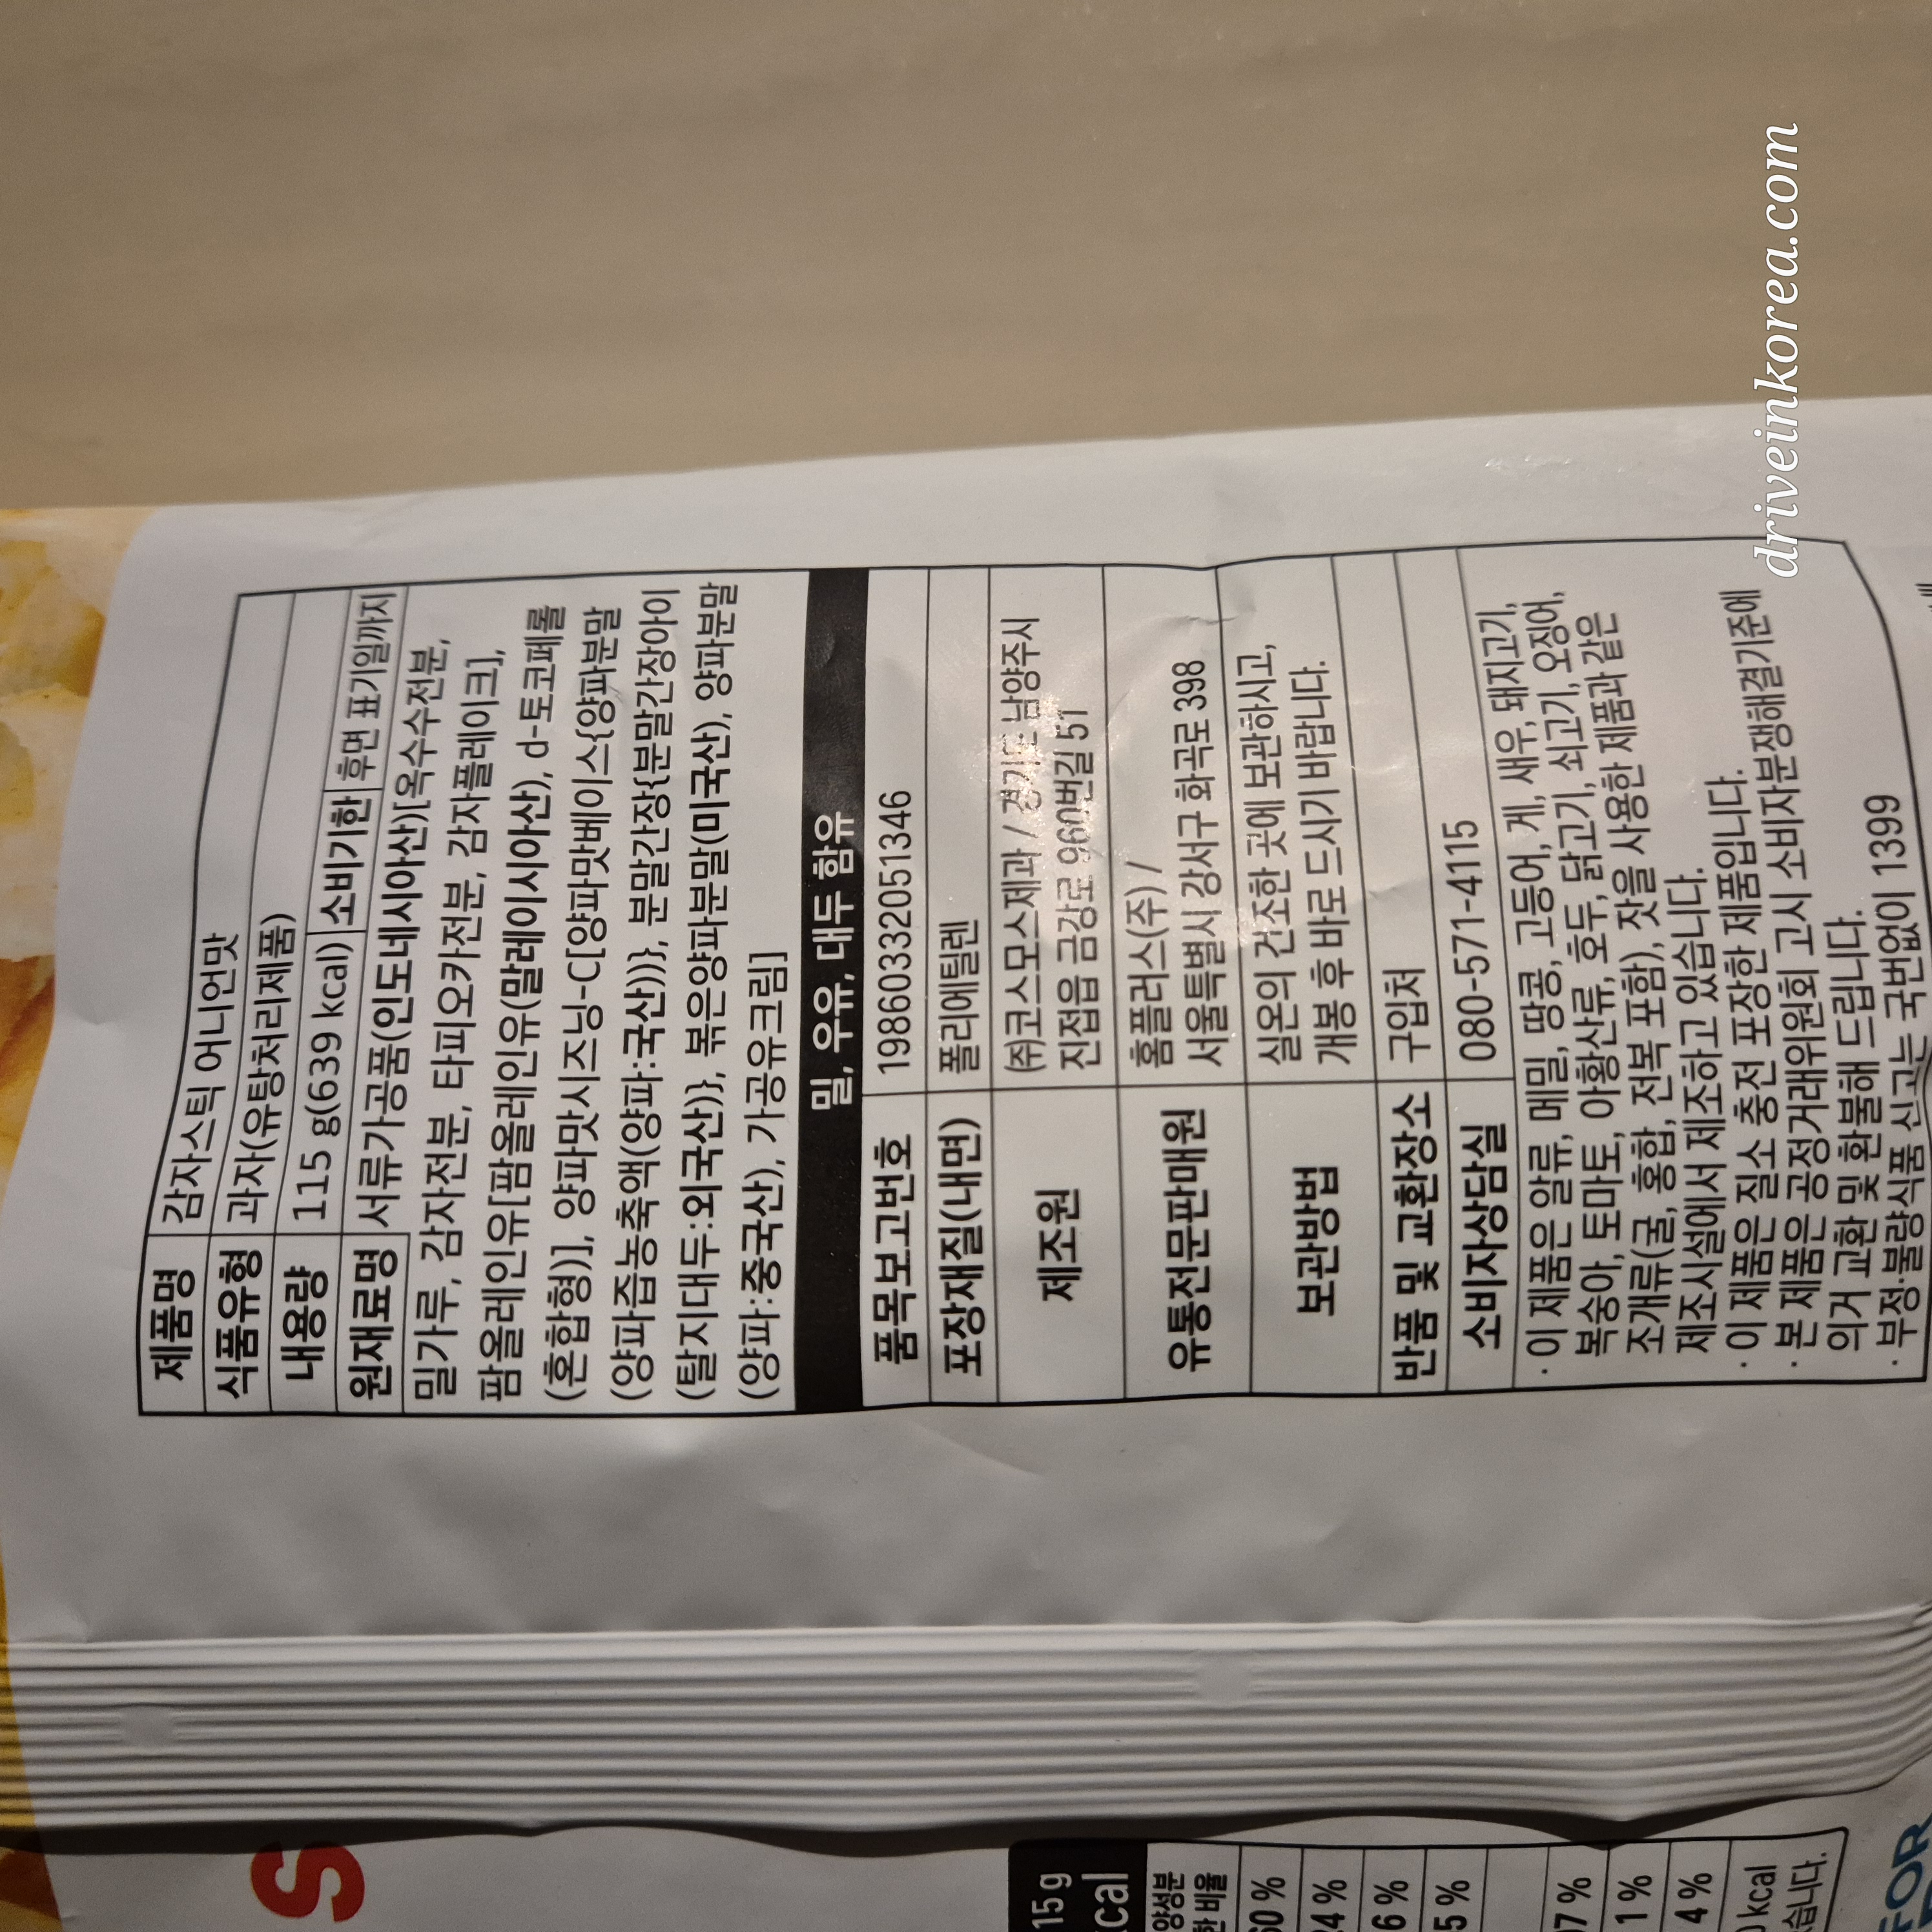 제품명 감자스틱 어니언맛
식품유형 과자(유탕처리제품)
내용량 115 g(639 kcal) 소비기한 후면 표기일까지
원재료명 서류가공품(인도네시아산)[옥수수전분,
밀가루, 감자전분, 타피오카전분, 감자플레이크],
팜올레인유[팜올레인유(말레이시아산), d-토코페롤
(혼합형)], 양파맛시즈닝-C[양파맛베이스{양파분말
(양파즙농축액(양파:국산))}, 분말간장{분말간장아이
(탈지대두:외국산)}, 볶은양파분말(미국산), 양파분말
(양파:중국산), 가공유크림]
밀, 우유, 대두 함유
품목보고번호 19860332051346
포장재질(내면) 폴리에틸렌
제조원 ㈜코스모스제과 / 경기도 남양주시
진접읍 금강로 960번길 51
유통전문판매원 홈플러스(주) /
서울특별시 강서구 화곡로 398
보관방법 실온의 건조한 곳에 보관하시고,
개봉 후 바로 드시기 바랍니다.
반품 및 교환장소 구입처
소비자상담실 080-571-4115
· 이 제품은 알류, 메밀, 땅콩, 고등어, 게, 새우, 돼지고기,
복숭아, 토마토, 아황산류, 호두, 닭고기, 쇠고기, 오징어,
조개류(굴, 홍합, 전복 포함), 잣을 사용한 제품과 같은
제조시설에서 제조하고 있습니다.
· 이 제품은 질소 충전 포장한 제품입니다.
· 본 제품은 공정거래위원회 고시 소비자분쟁해결기준에
의거 교환 및 환불해 드립니다.
· 부정·불량식품 신고는 국번없이 1399
S
15 g
cal
양성분
한 비율
60 %
24 %
6 %
5 %
97 %
1 %
4 %
0 kcal
습니다.
FOR
driveinkorea.com